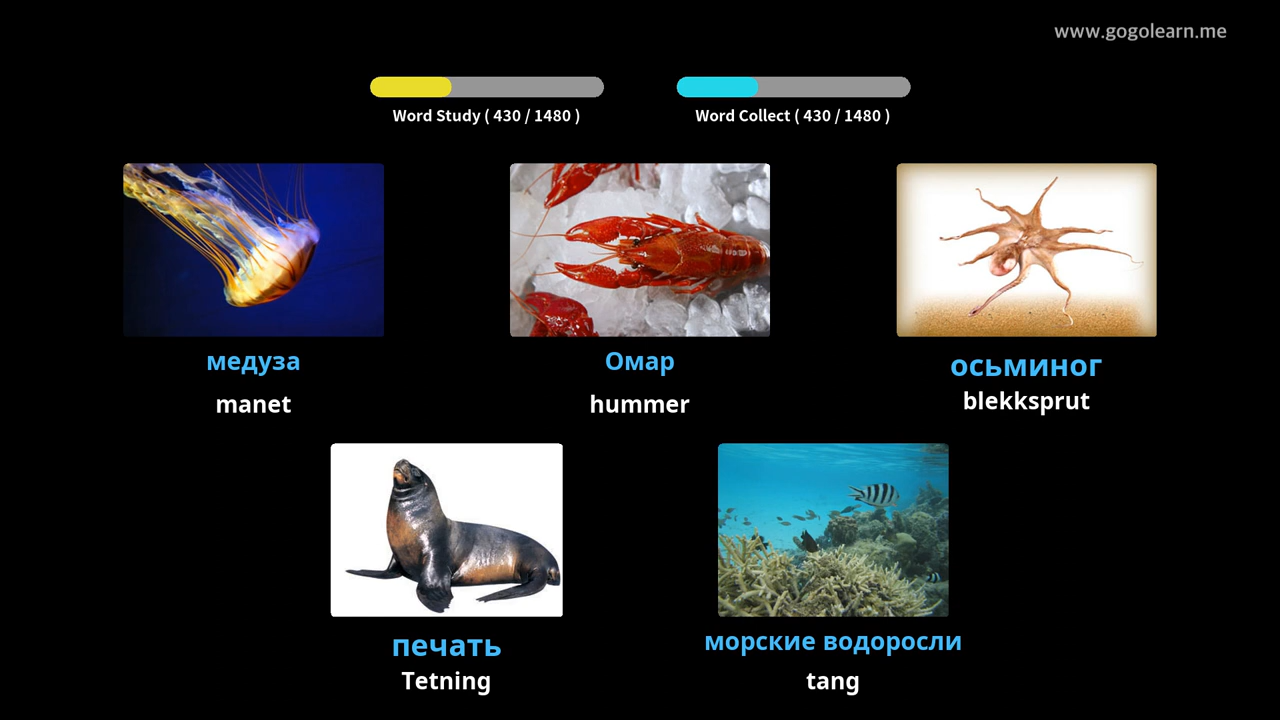 www.gogolearn.me
Word Study ( 430 / 1480 )
Word Collect ( 430 / 1480 )
медуза
Омар
осьминог
manet
hummer
blekksprut
печать
морские водоросли
Tetning
tang